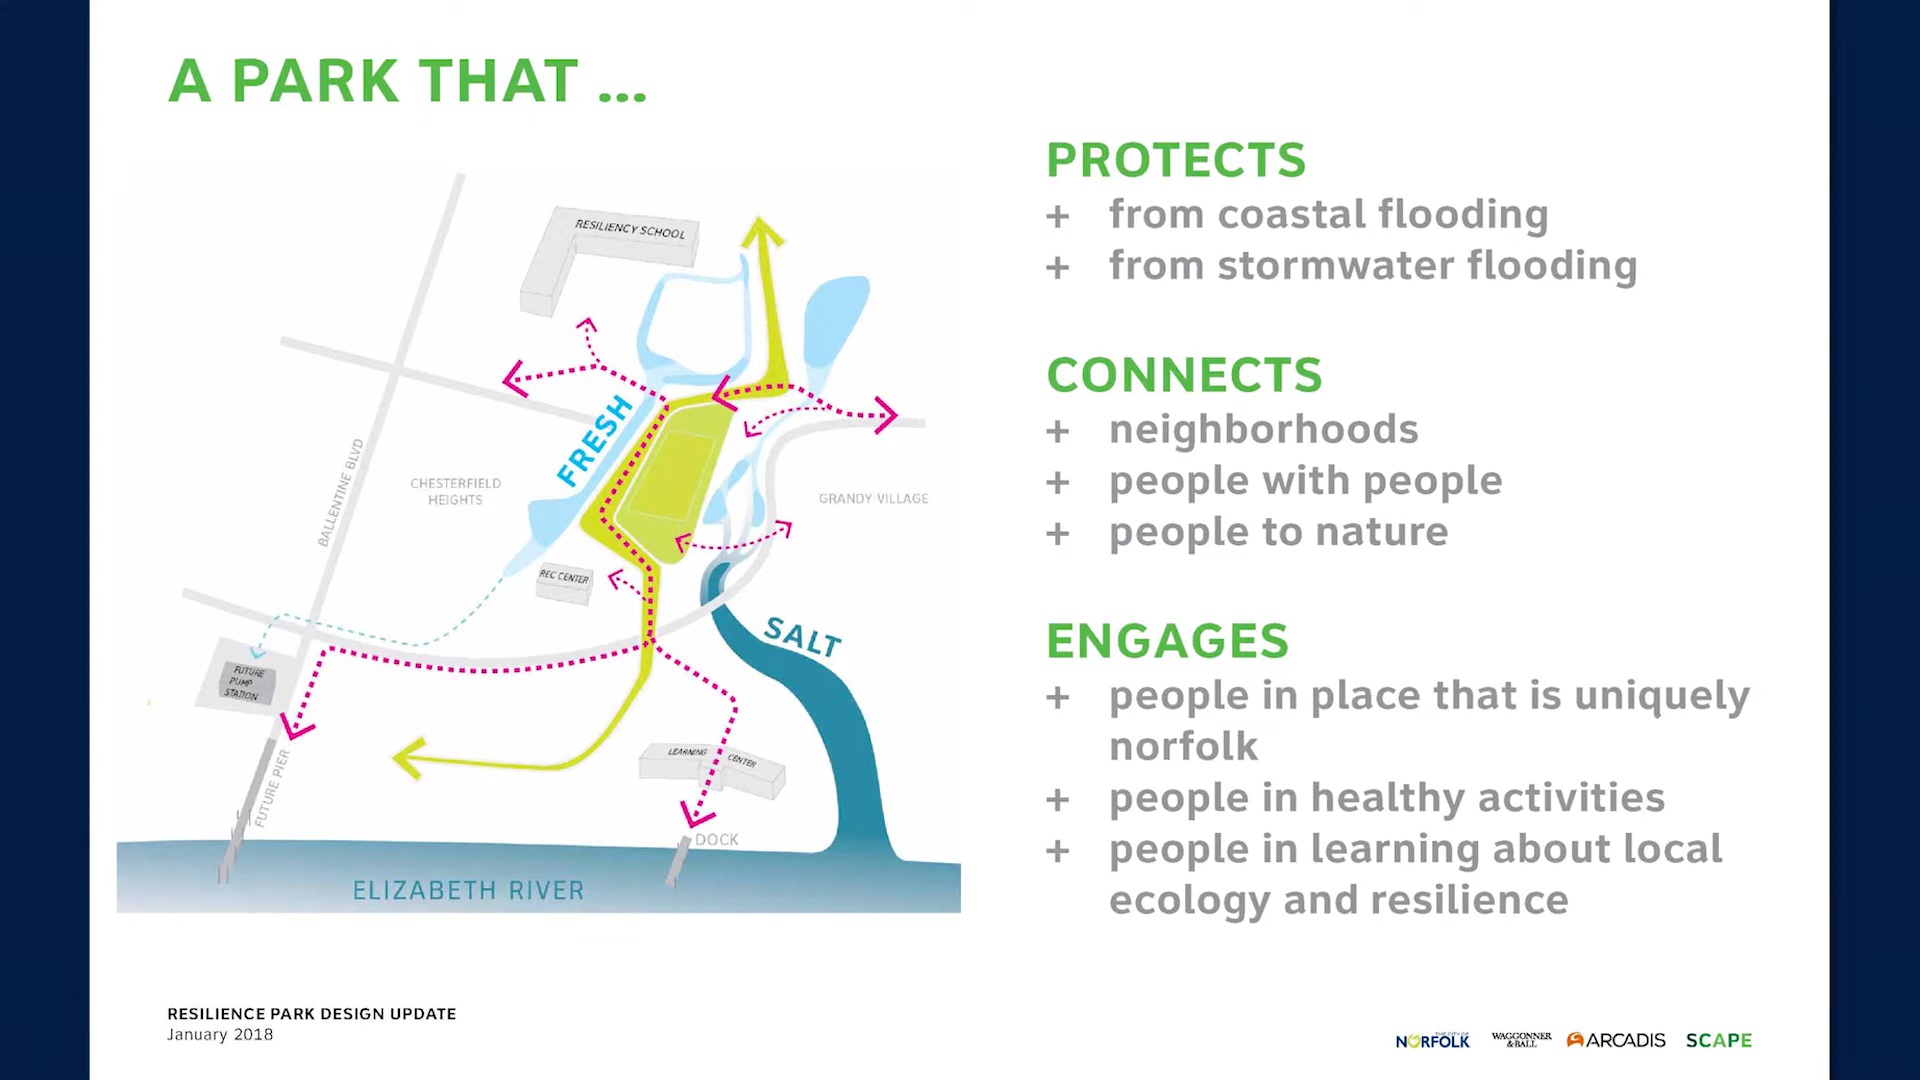 A PARK THAT ...
RESILIENCY SCHOOL
FRESH
BALLENTINE BLVD
CHESTERFIELD
HEIGHTS
GRANDY VILLAGE
REC CENTER
SALT
FUTURE
PUMP
STATION
LEARNING CENTER
FUTURE PIER
DOCK
ELIZABETH RIVER
PROTECTS
+ from coastal flooding
+ from stormwater flooding
CONNECTS
+ neighborhoods
+ people with people
+ people to nature
ENGAGES
+ people in place that is uniquely
norfolk
+ people in healthy activities
+ people in learning about local
ecology and resilience
RESILIENCE PARK DESIGN UPDATE
January 2018
THE CITY OF
NORFOLK
WAGGONNER
&BALL
ARCADIS
SCAPE